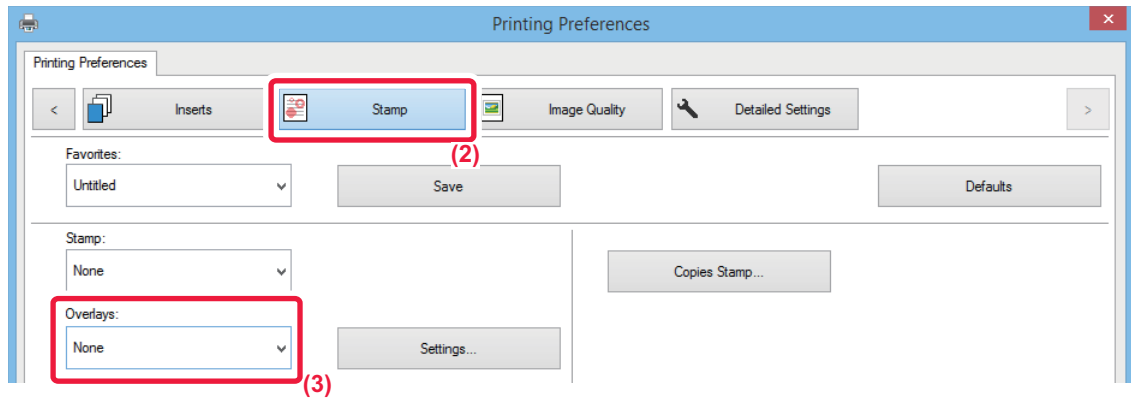 Printing Preferences
Printing Preferences
<
Inserts
Stamp
Image Quality
Detailed Settings
>
(2)
Favorites:
Untitled
Save
Defaults
Stamp:
None
Copies Stamp...
Overlays:
None
Settings...
(3)